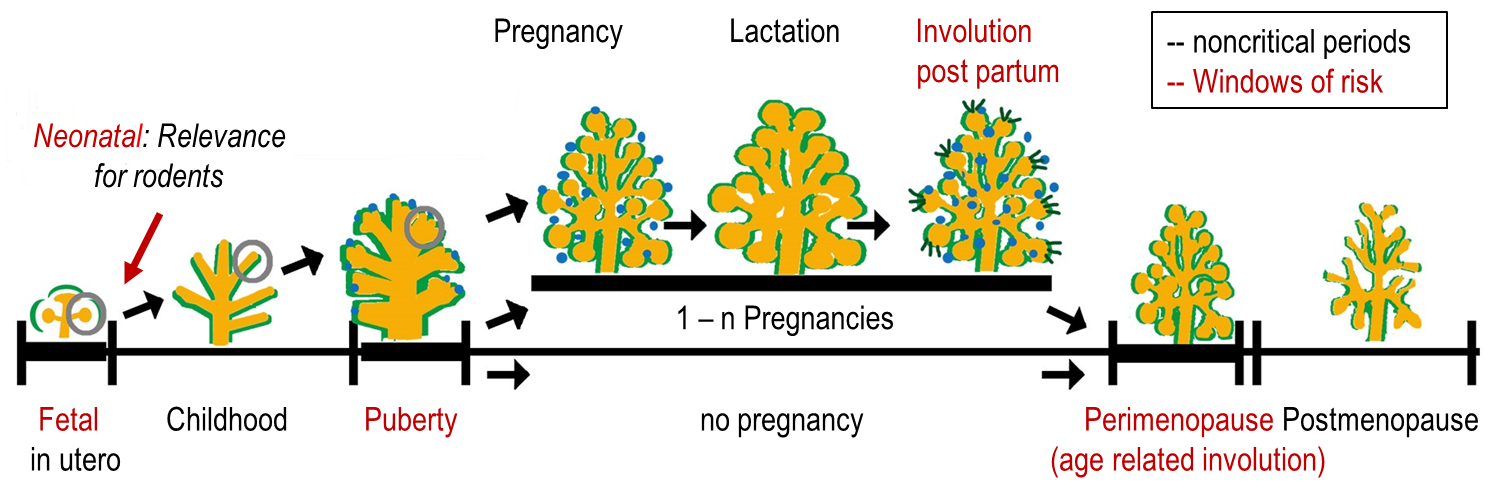 Pregnancy
Lactation
Involution
post partum
-- noncritical periods
-- Windows of risk
Neonatal: Relevance
for rodents
1 – n Pregnancies
Fetal
in utero
Childhood
Puberty
no pregnancy
Perimenopause
(age related involution)
Postmenopause